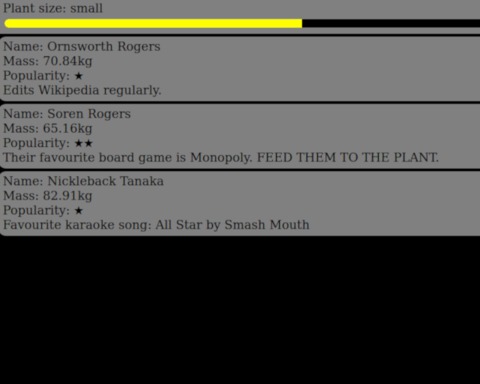 Plant size: small
Name: Ornsworth Rogers
Mass: 70.84kg
Popularity: ★
Edits Wikipedia regularly.
Name: Soren Rogers
Mass: 65.16kg
Popularity: ★★
Their favourite board game is Monopoly. FEED THEM TO THE PLANT.
Name: Nickleback Tanaka
Mass: 82.91kg
Popularity: ★
Favourite karaoke song: All Star by Smash Mouth